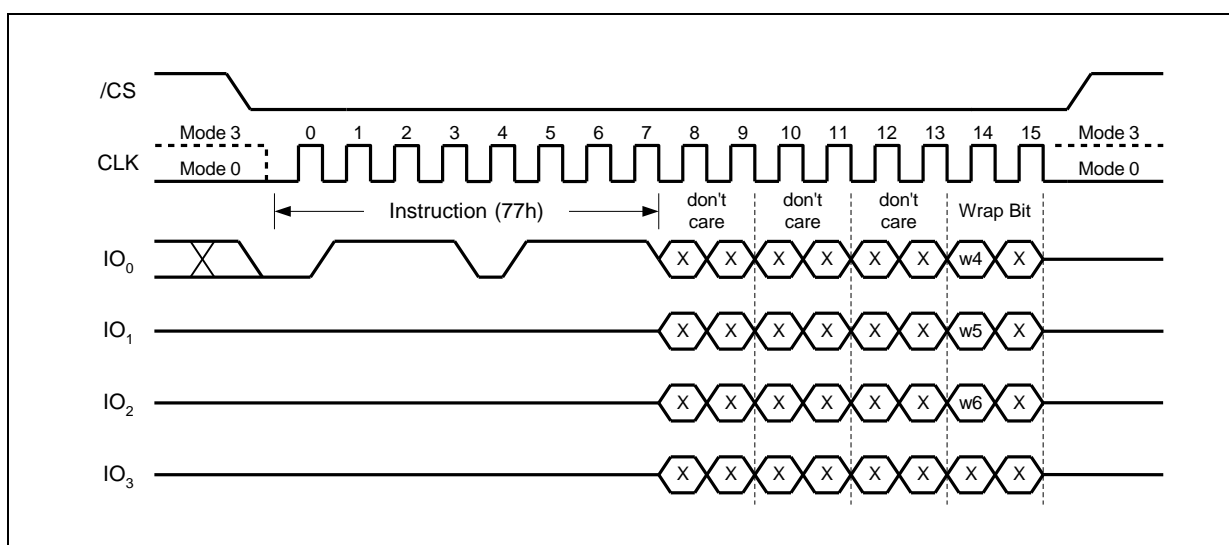 /CS
Mode 3 0 1 2 3 4 5 6 7 8 9 10 11 12 13 14 15 Mode 3
CLK
Mode 0 Mode 0
Instruction (77h) don't care don't care don't care Wrap Bit
IO0 X X X X X X w4 X
IO1 X X X X X X w5 X
IO2 X X X X X X w6 X
IO3 X X X X X X X X